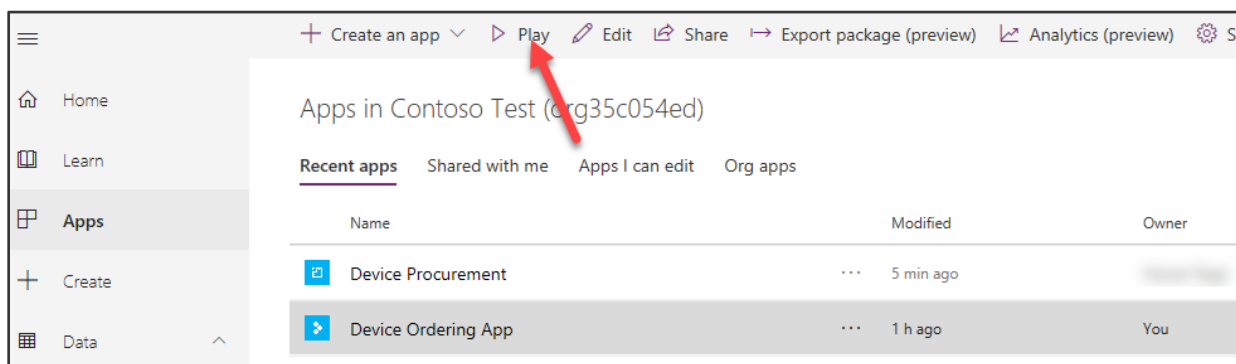 Create an app Play Edit Share Export package (preview) Analytics (preview) S
Home
Apps in Contoso Test (org35c054ed)
Learn
Recent apps Shared with me Apps I can edit Org apps
Apps
Name Modified Owner
Create
Device Procurement ... 5 min ago
Data
Device Ordering App ... 1 h ago You